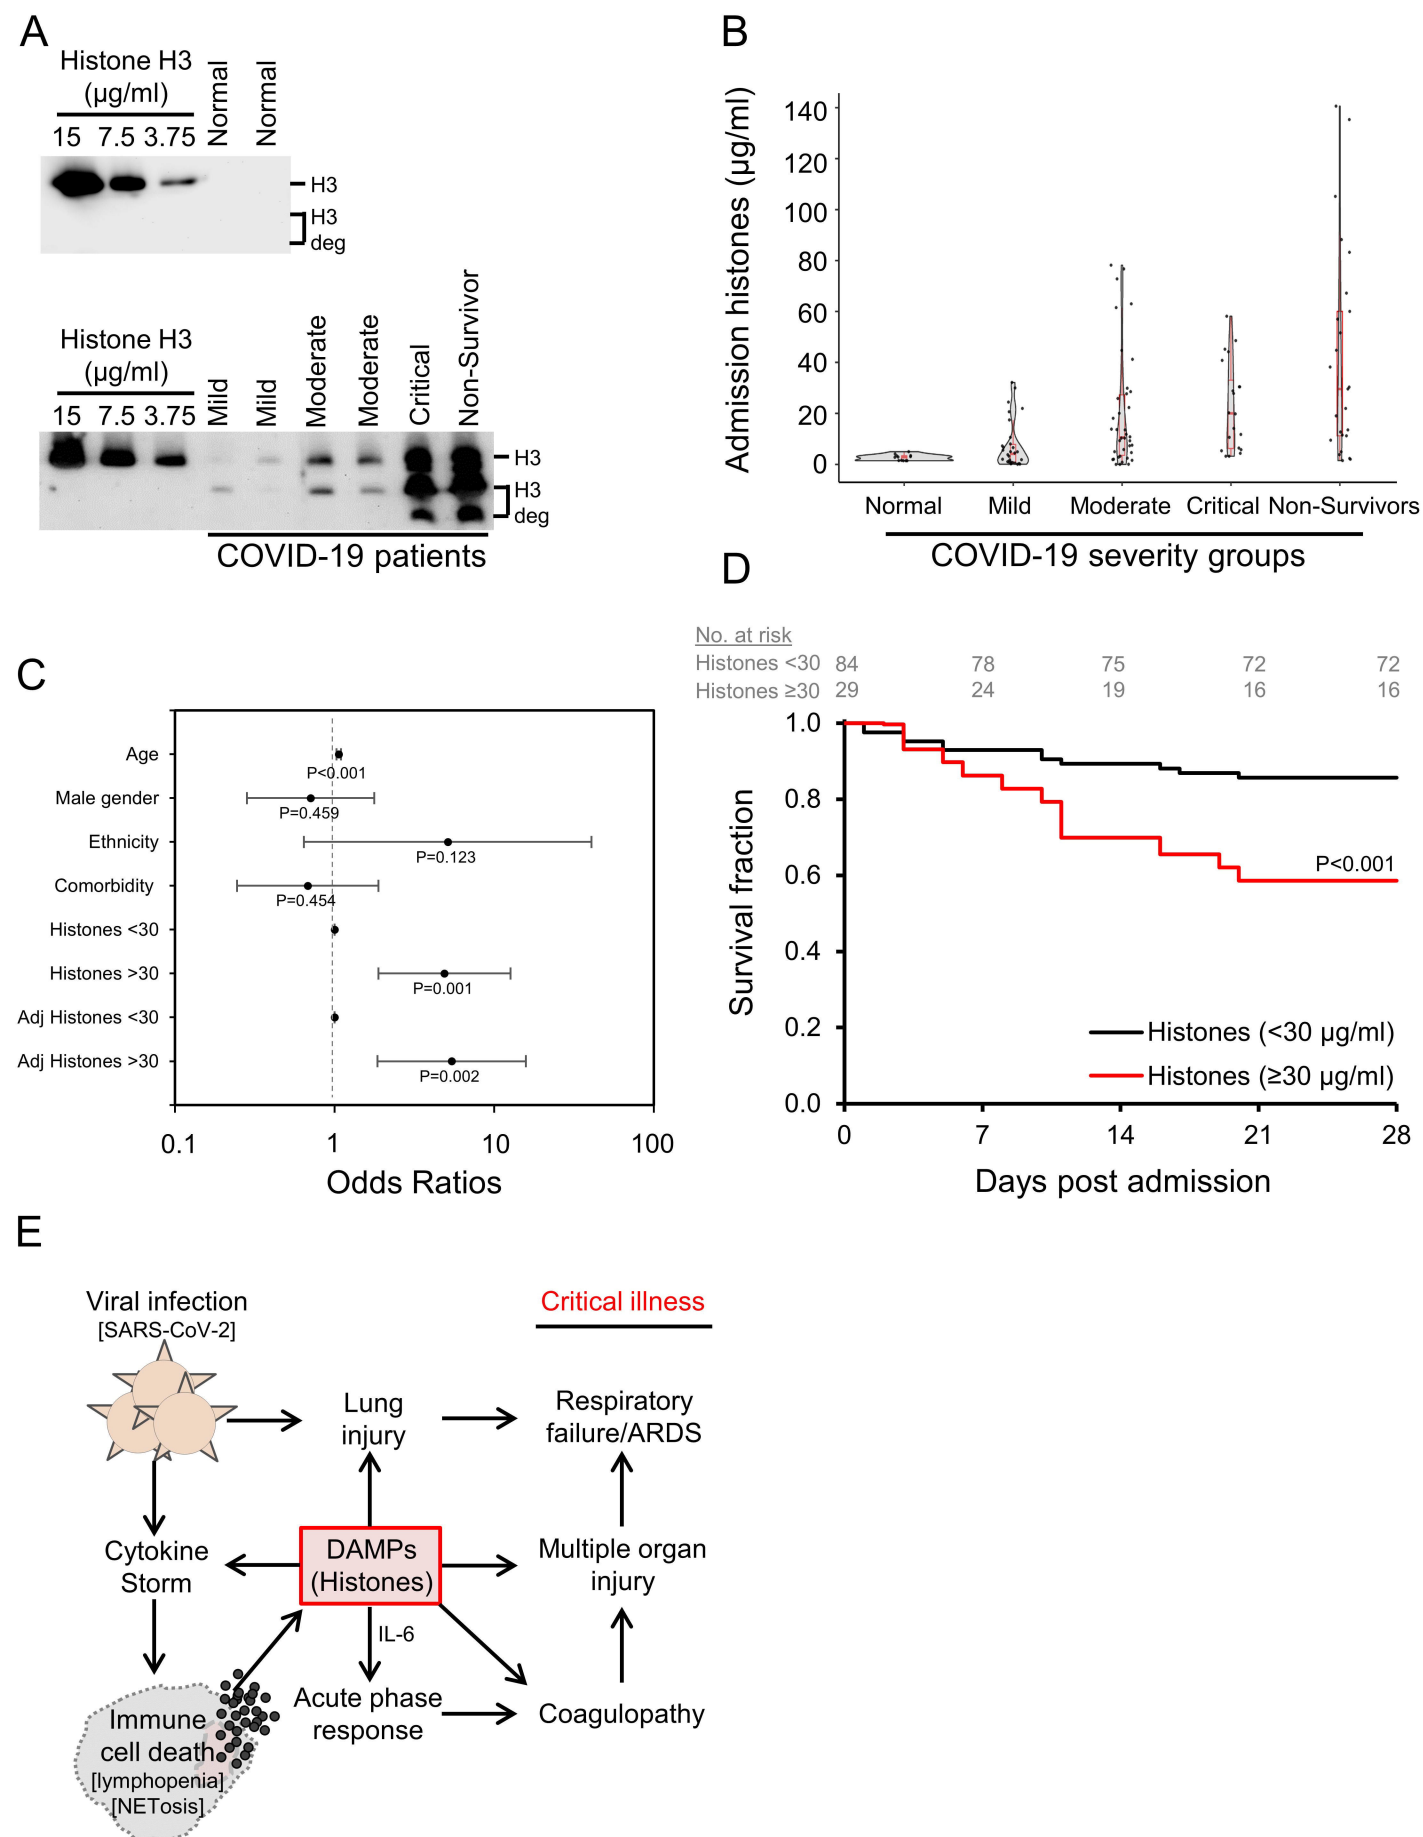 A
Histone H3
(µg/ml)
15 7.5 3.75
Normal
Normal
H3
H3
deg
Histone H3
(µg/ml)
15 7.5 3.75
Mild
Mild
Moderate
Moderate
Critical
Non-Survivor
H3
H3
deg
COVID-19 patients
B
Admission histones (µg/ml)
140
120
100
80
60
40
20
0
Normal Mild Moderate Critical Non-Survivors
COVID-19 severity groups
C
Age
P<0.001
Male gender
P=0.459
Ethnicity
P=0.123
Comorbidity
P=0.454
Histones <30
Histones >30
P=0.001
Adj Histones <30
Adj Histones >30
P=0.002
0.1 1 10 100
Odds Ratios
D
No. at risk
Histones <30 84 78 75 72 72
Histones ≥30 29 24 19 16 16
Survival fraction
1.0
0.8
0.6
0.4
0.2
0.0
P<0.001
Histones (<30 µg/ml)
Histones (≥30 µg/ml)
0 7 14 21 28
Days post admission
E
Viral infection
[SARS-CoV-2]
Critical illness
Lung
injury
Respiratory
failure/ARDS
Cytokine
Storm
DAMPs
(Histones)
Multiple organ
injury
IL-6
Immune
cell death
[lymphopenia]
[NETosis]
Acute phase
response
Coagulopathy